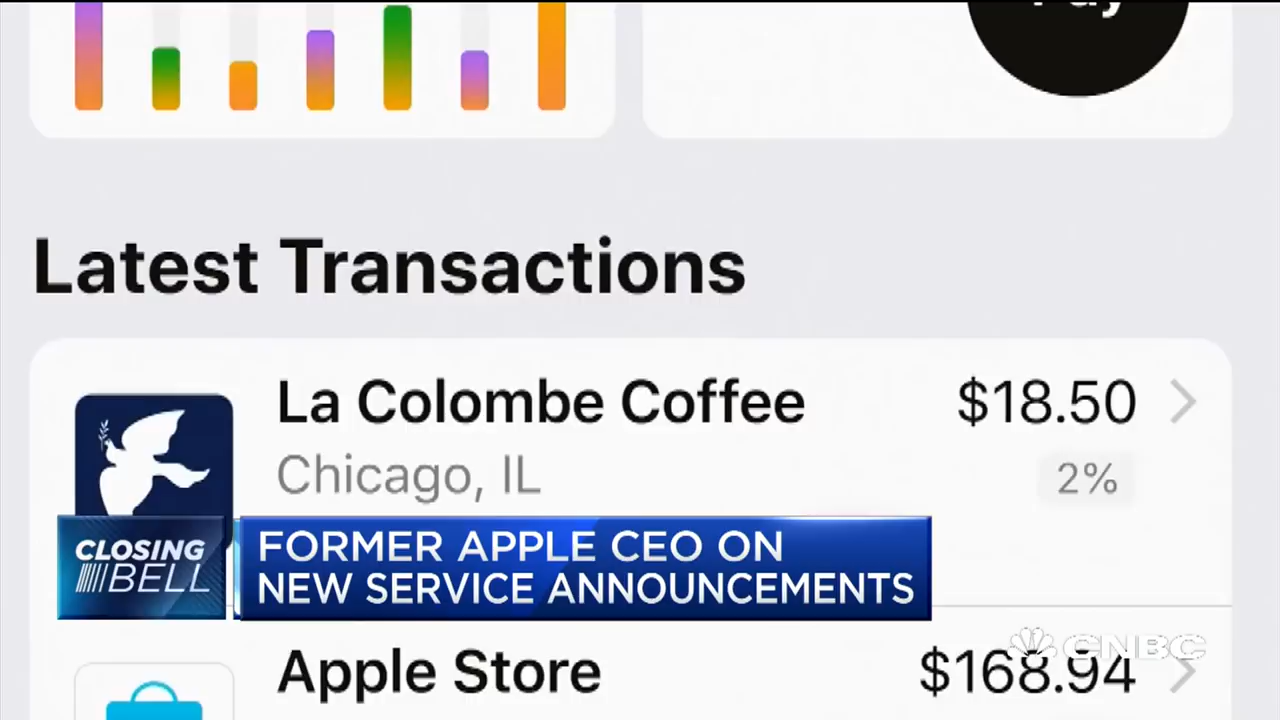 Latest Transactions
La Colombe Coffee $18.50
Chicago, IL 2%
CLOSING
BELL
FORMER APPLE CEO ON
NEW SERVICE ANNOUNCEMENTS
CNBC
Apple Store $168.94